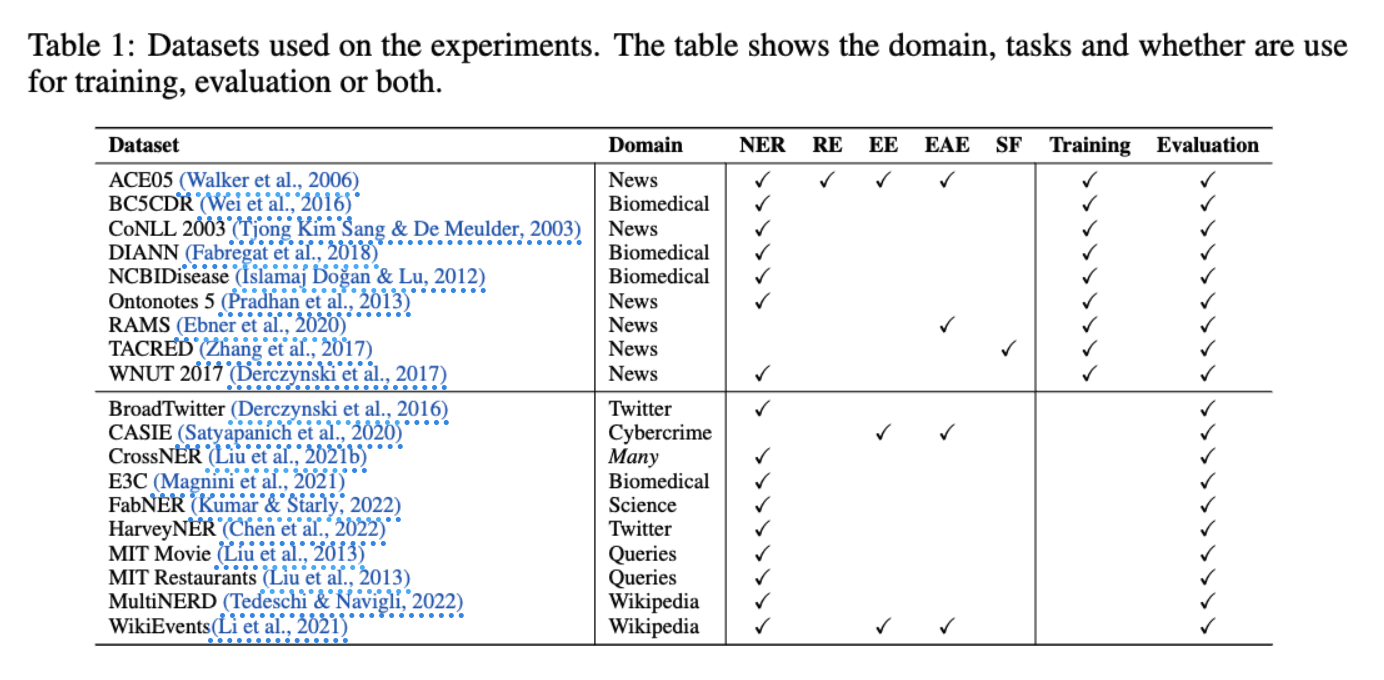 Table 1: Datasets used on the experiments. The table shows the domain, tasks and whether are use
for training, evaluation or both.
Dataset Domain NER RE EE EAE SF Training Evaluation
ACE05 (Walker et al., 2006) News ✓ ✓ ✓ ✓ ✓ ✓
BC5CDR (Wei et al., 2016) Biomedical ✓ ✓ ✓
CoNLL 2003 (Tjong Kim Sang & De Meulder, 2003) News ✓ ✓ ✓
DIANN (Fabregat et al., 2018) Biomedical ✓ ✓ ✓
NCBIDisease (Islamaj Doğan & Lu, 2012) Biomedical ✓ ✓ ✓
Ontonotes 5 (Pradhan et al., 2013) News ✓ ✓ ✓
RAMS (Ebner et al., 2020) News ✓ ✓ ✓
TACRED (Zhang et al., 2017) News ✓ ✓ ✓
WNUT 2017 (Derczynski et al., 2017) News ✓ ✓ ✓
BroadTwitter (Derczynski et al., 2016) Twitter ✓ ✓
CASIE (Satyapanich et al., 2020) Cybercrime ✓ ✓ ✓
CrossNER (Liu et al., 2021b) Many ✓ ✓
E3C (Magnini et al., 2021) Biomedical ✓ ✓
FabNER (Kumar & Starly, 2022) Science ✓ ✓
HarveyNER (Chen et al., 2022) Twitter ✓ ✓
MIT Movie (Liu et al., 2013) Queries ✓ ✓
MIT Restaurants (Liu et al., 2013) Queries ✓ ✓
MultiNERD (Tedeschi & Navigli, 2022) Wikipedia ✓ ✓
WikiEvents(Li et al., 2021) Wikipedia ✓ ✓ ✓ ✓